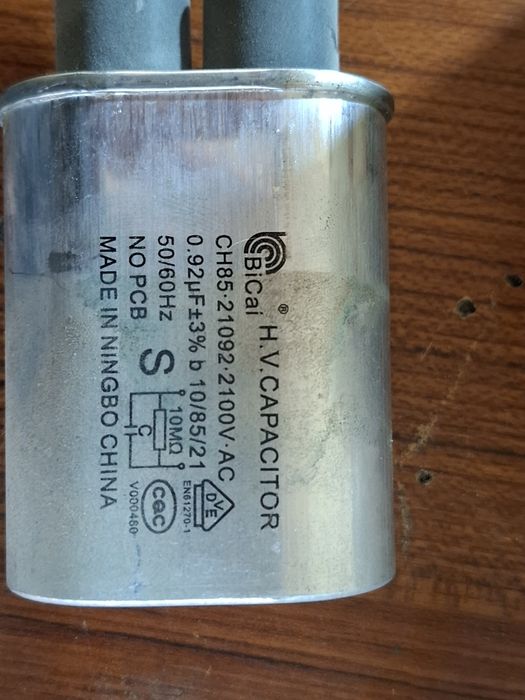 BiCai ® H.V.CAPACITOR
CH85·21092·2100V·AC
0.92µF±3% b 10/85/21
50/60Hz
NO PCB
S
10MΩ
C
DVE
EN61270-1
CQC
V000460
MADE IN NINGBO CHINA